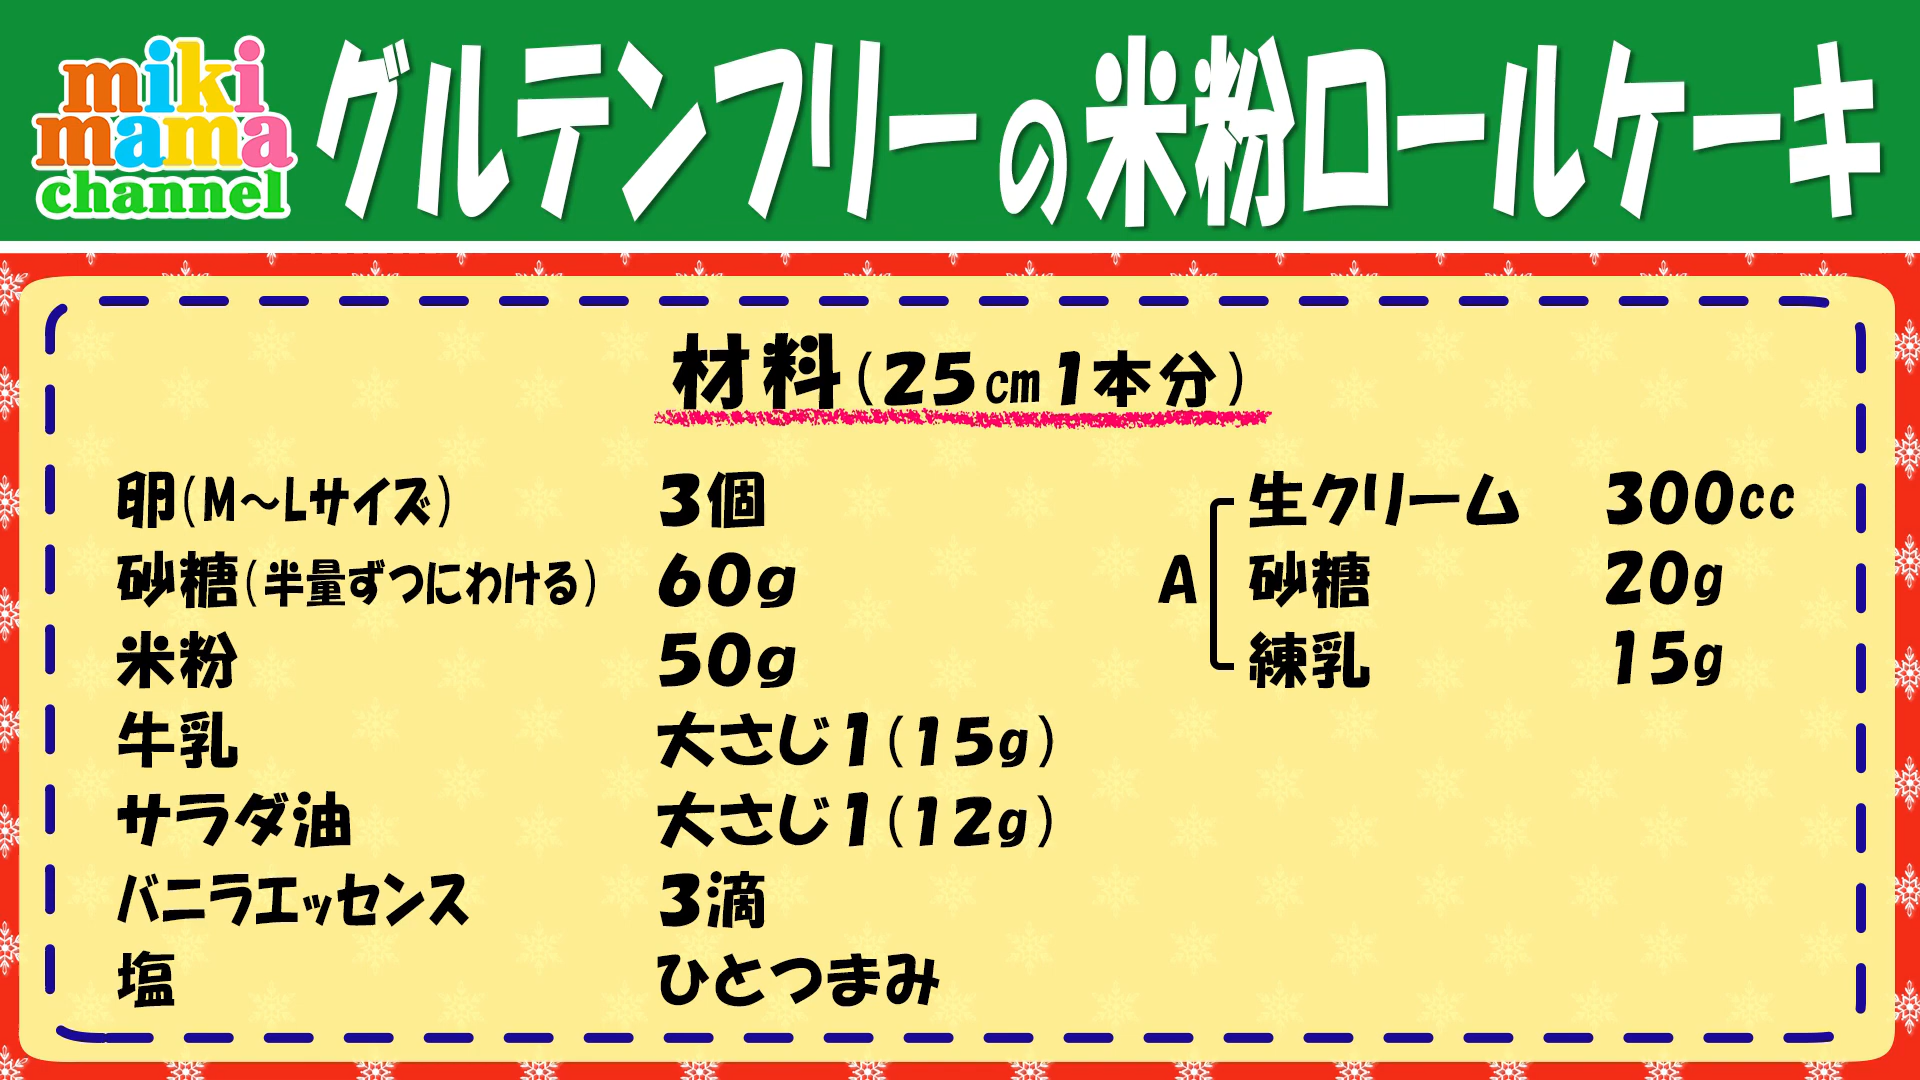 miki
mama
channel
グルテンフリーの米粉ロールケーキ
材料(25cm1本分)
卵(M～Lサイズ) 3個
砂糖(半量ずつにわける) 60g
米粉 50g
牛乳 大さじ1(15g)
サラダ油 大さじ1(12g)
バニラエッセンス 3滴
塩 ひとつまみ
A
生クリーム 300cc
砂糖 20g
練乳 15g